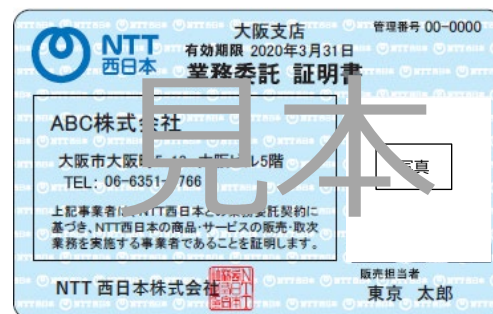 NTT
西日本
大阪支店
管理番号 00-0000
有効期限 2020年3月31日
業務委託 証明書
ABC株式会社
大阪市大阪
5階
TEL: 06-6351-
766
上記事業者は、NTT西日本との業務委託契約に
基づき、NTT西日本の商品・サービスの販売・取次
業務を実施する事業者であることを証明します。
写真
見本
NTT 西日本株式会社
販売担当者
東京 太郎